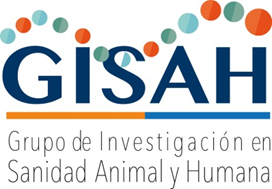 GISAH
Grupo de Investigación en
Sanidad Animal y Humana